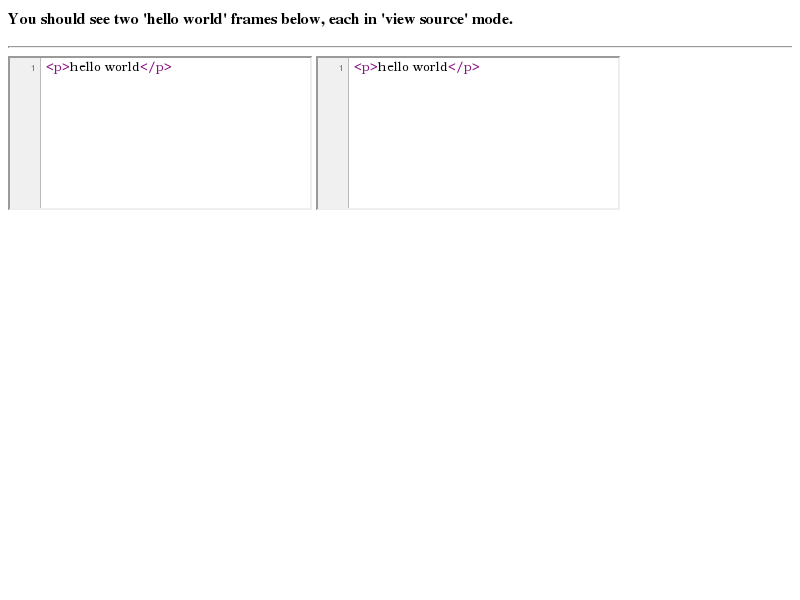 You should see two 'hello world' frames below, each in 'view source' mode.
1 <p>hello world</p>
1 <p>hello world</p>